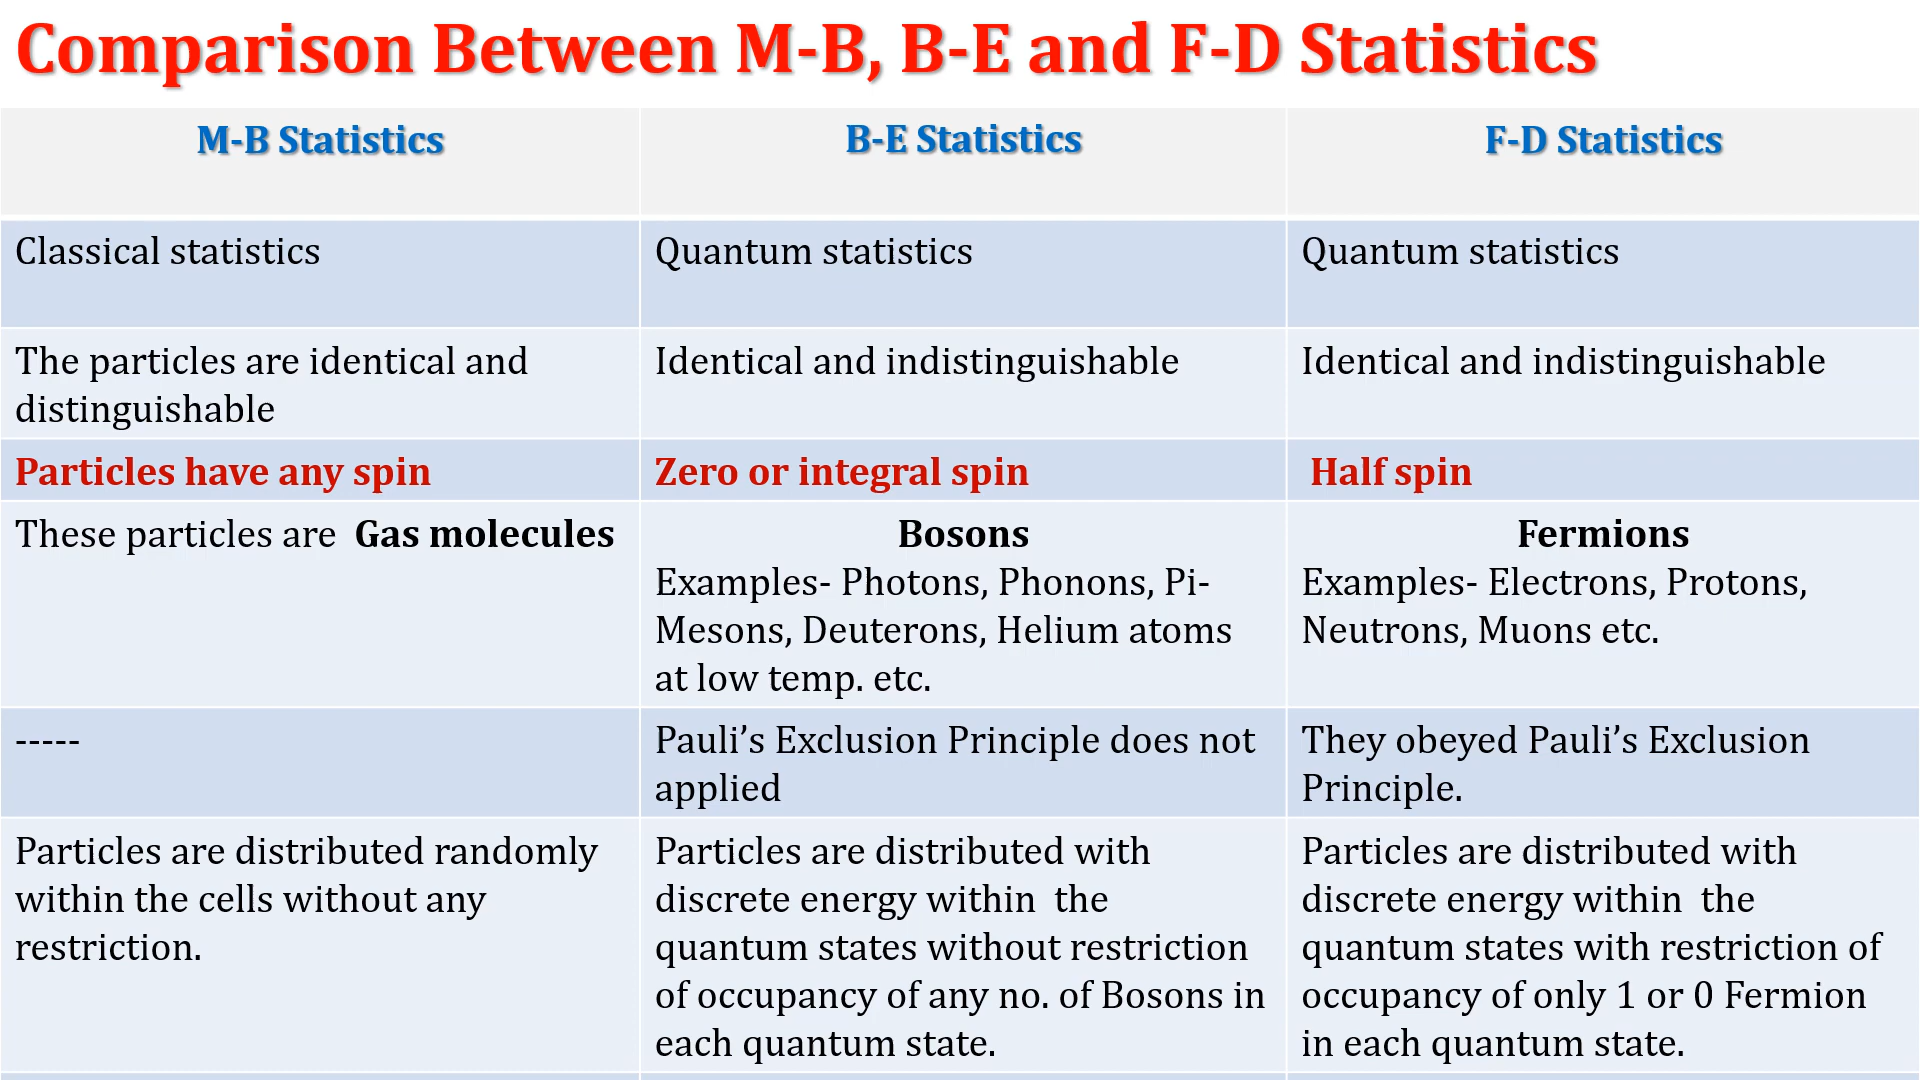 Comparison Between M-B, B-E and F-D Statistics
M-B Statistics
B-E Statistics
F-D Statistics
Classical statistics
Quantum statistics
Quantum statistics
The particles are identical and
distinguishable
Identical and indistinguishable
Identical and indistinguishable
Particles have any spin
Zero or integral spin
Half spin
These particles are  Gas molecules
Bosons
Examples- Photons, Phonons, Pi-
Mesons, Deuterons, Helium atoms
at low temp. etc.
Fermions
Examples- Electrons, Protons,
Neutrons, Muons etc.
-----
Pauli’s Exclusion Principle does not
applied
They obeyed Pauli’s Exclusion
Principle.
Particles are distributed randomly
within the cells without any
restriction.
Particles are distributed with
discrete energy within  the
quantum states without restriction
of occupancy of any no. of Bosons in
each quantum state.
Particles are distributed with
discrete energy within  the
quantum states with restriction of
occupancy of only 1 or 0 Fermion
in each quantum state.